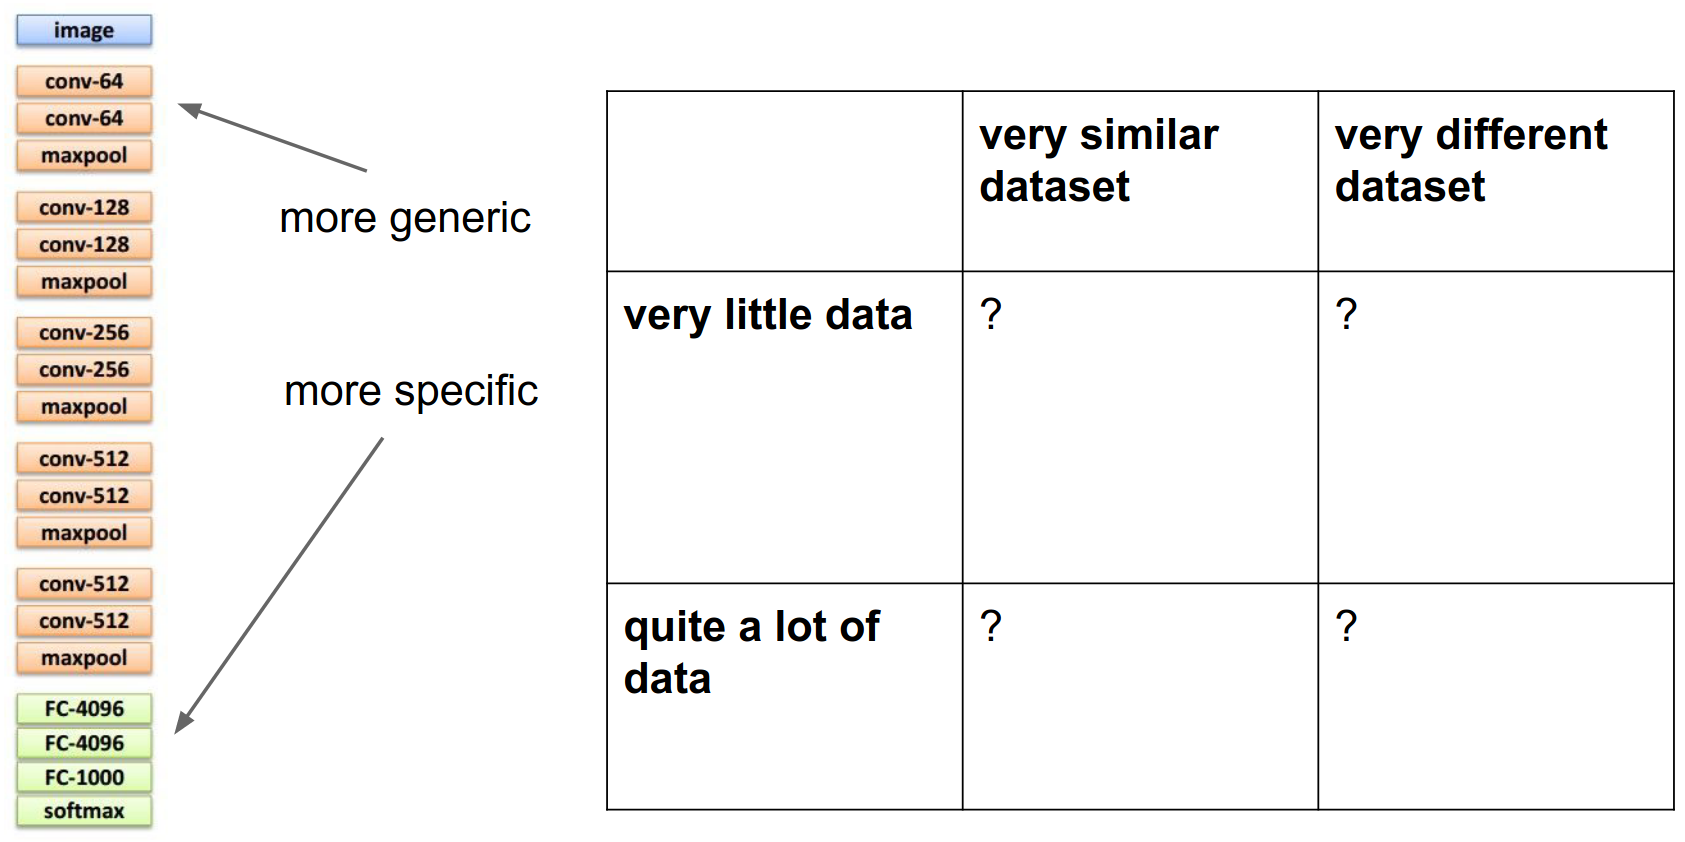 image
conv-64
conv-64
maxpool
conv-128
conv-128
maxpool
conv-256
conv-256
maxpool
conv-512
conv-512
maxpool
conv-512
conv-512
maxpool
FC-4096
FC-4096
FC-1000
softmax
more generic
more specific
very similar
dataset
very different
dataset
very little data
?
?
quite a lot of
data
?
?